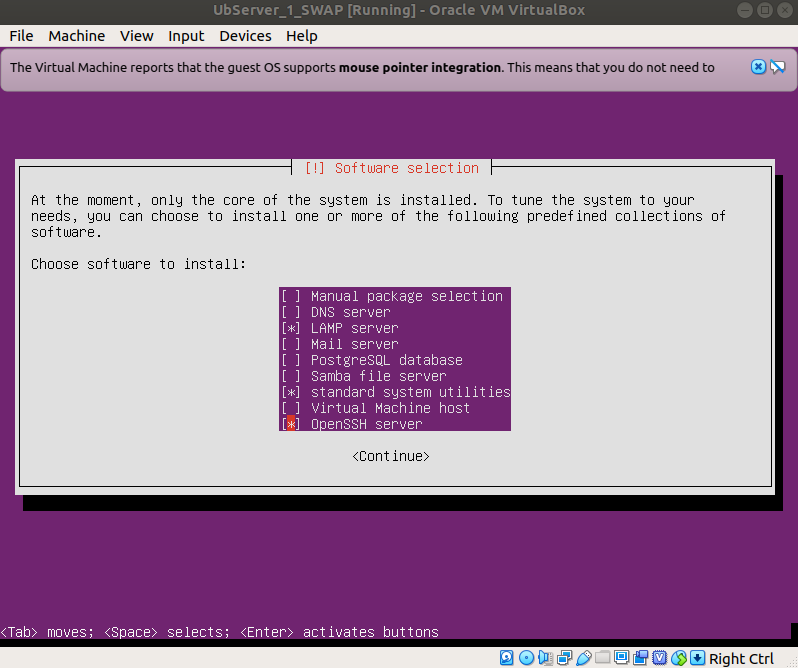 UbServer_1_SWAP [Running] - Oracle VM VirtualBox
File Machine View Input Devices Help
The Virtual Machine reports that the guest OS supports mouse pointer integration. This means that you do not need to
[!] Software selection
At the moment, only the core of the system is installed. To tune the system to your
needs, you can choose to install one or more of the following predefined collections of
software.
Choose software to install:
[ ] Manual package selection
[ ] DNS server
[*] LAMP server
[ ] Mail server
[ ] PostgreSQL database
[ ] Samba file server
[*] standard system utilities
[ ] Virtual Machine host
[*] OpenSSH server
<Continue>
<Tab> moves; <Space> selects; <Enter> activates buttons
Right Ctrl